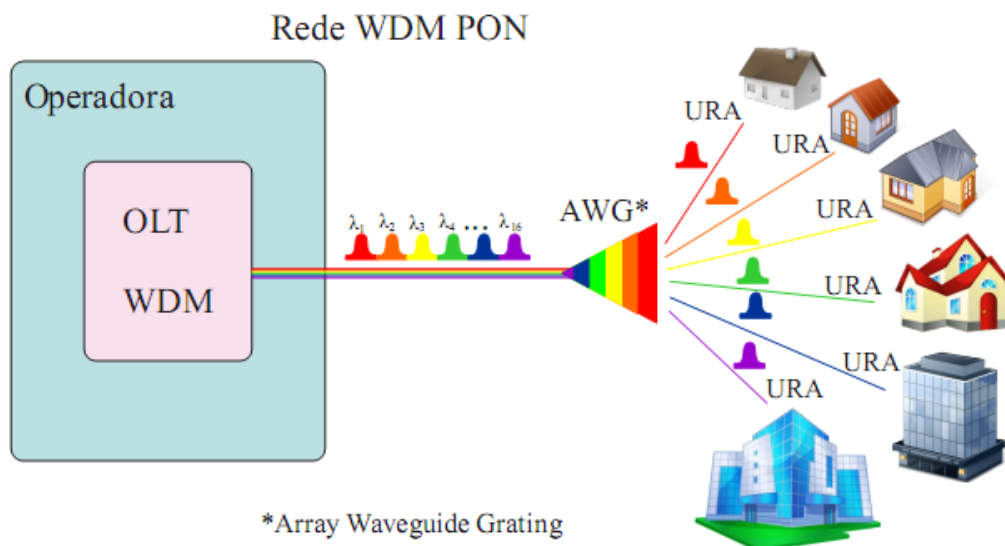 Rede WDM PON
Operadora
OLT
WDM
λ1 λ2 λ3 λ4 ... λ16
AWG*
URA
URA
URA
URA
URA
URA
*Array Waveguide Grating